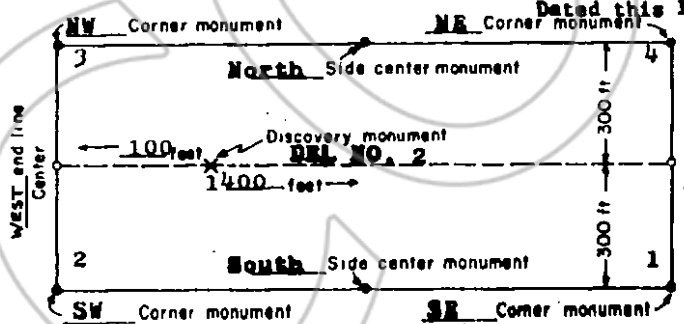 Dated this
NW Corner monument NE Corner monument
3 4
North Side center monument
300 ft
100 feet Discovery monument
DEL NO. 2
1400 feet
WEST end line
Center
300 ft
2 1
South Side center monument
SW Corner monument SE Corner monument